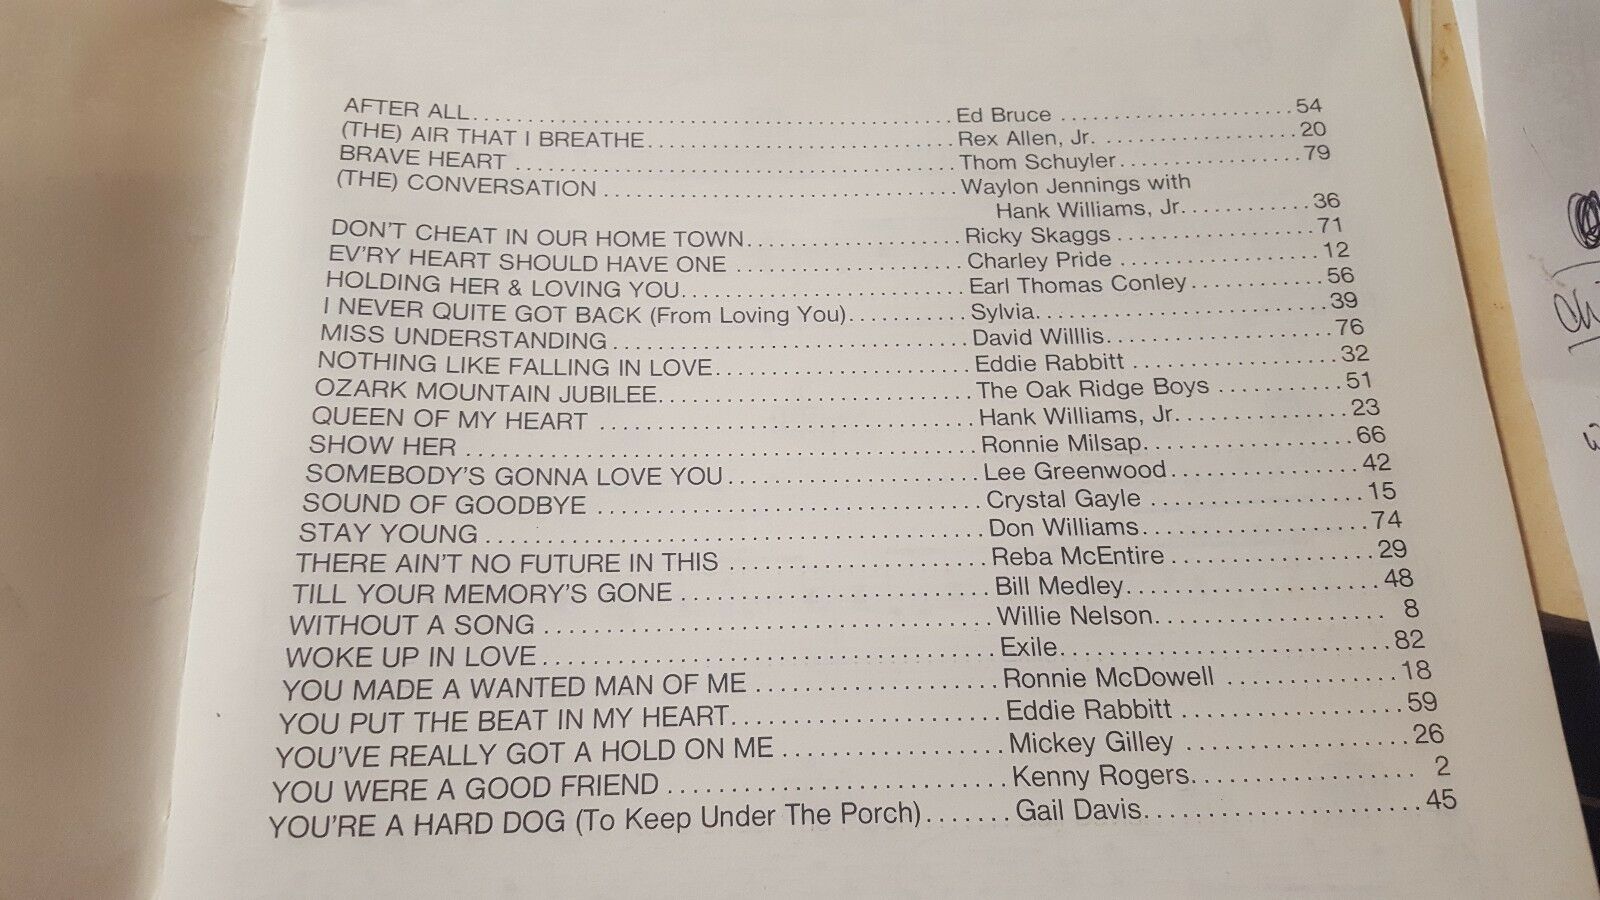 AFTER ALL.......................................Ed Bruce ......................54
(THE) AIR THAT I BREATHE.........................Rex Allen, Jr. ................20
BRAVE HEART ....................................Thom Schuyler.................79
(THE) CONVERSATION .............................Waylon Jennings with
Hank Williams, Jr............36
DON'T CHEAT IN OUR HOME TOWN...................Ricky Skaggs ..................71
EV'RY HEART SHOULD HAVE ONE ....................Charley Pride .................12
HOLDING HER & LOVING YOU.......................Earl Thomas Conley............56
I NEVER QUITE GOT BACK (From Loving You)...........Sylvia........................39
MISS UNDERSTANDING ............................David Willlis...................76
NOTHING LIKE FALLING IN LOVE.....................Eddie Rabbitt .................32
OZARK MOUNTAIN JUBILEE..........................The Oak Ridge Boys ..........51
QUEEN OF MY HEART .............................Hank Williams, Jr..............23
SHOW HER ......................................Ronnie Milsap.................66
SOMEBODY'S GONNA LOVE YOU.....................Lee Greenwood...............42
SOUND OF GOODBYE .............................Crystal Gayle .................15
STAY YOUNG ....................................Don Williams..................74
THERE AIN'T NO FUTURE IN THIS ...................Reba McEntire ................29
TILL YOUR MEMORY'S GONE .......................Bill Medley....................48
WITHOUT A SONG ................................Willie Nelson.................. 8
WOKE UP IN LOVE................................Exile.........................82
YOU MADE A WANTED MAN OF ME ..................Ronnie McDowell .............18
YOU PUT THE BEAT IN MY HEART....................Eddie Rabbitt .................59
YOU'VE REALLY GOT A HOLD ON ME ................Mickey Gilley .................26
YOU WERE A GOOD FRIEND ........................Kenny Rogers................. 2
YOU'RE A HARD DOG (To Keep Under The Porch).......Gail Davis.....................45